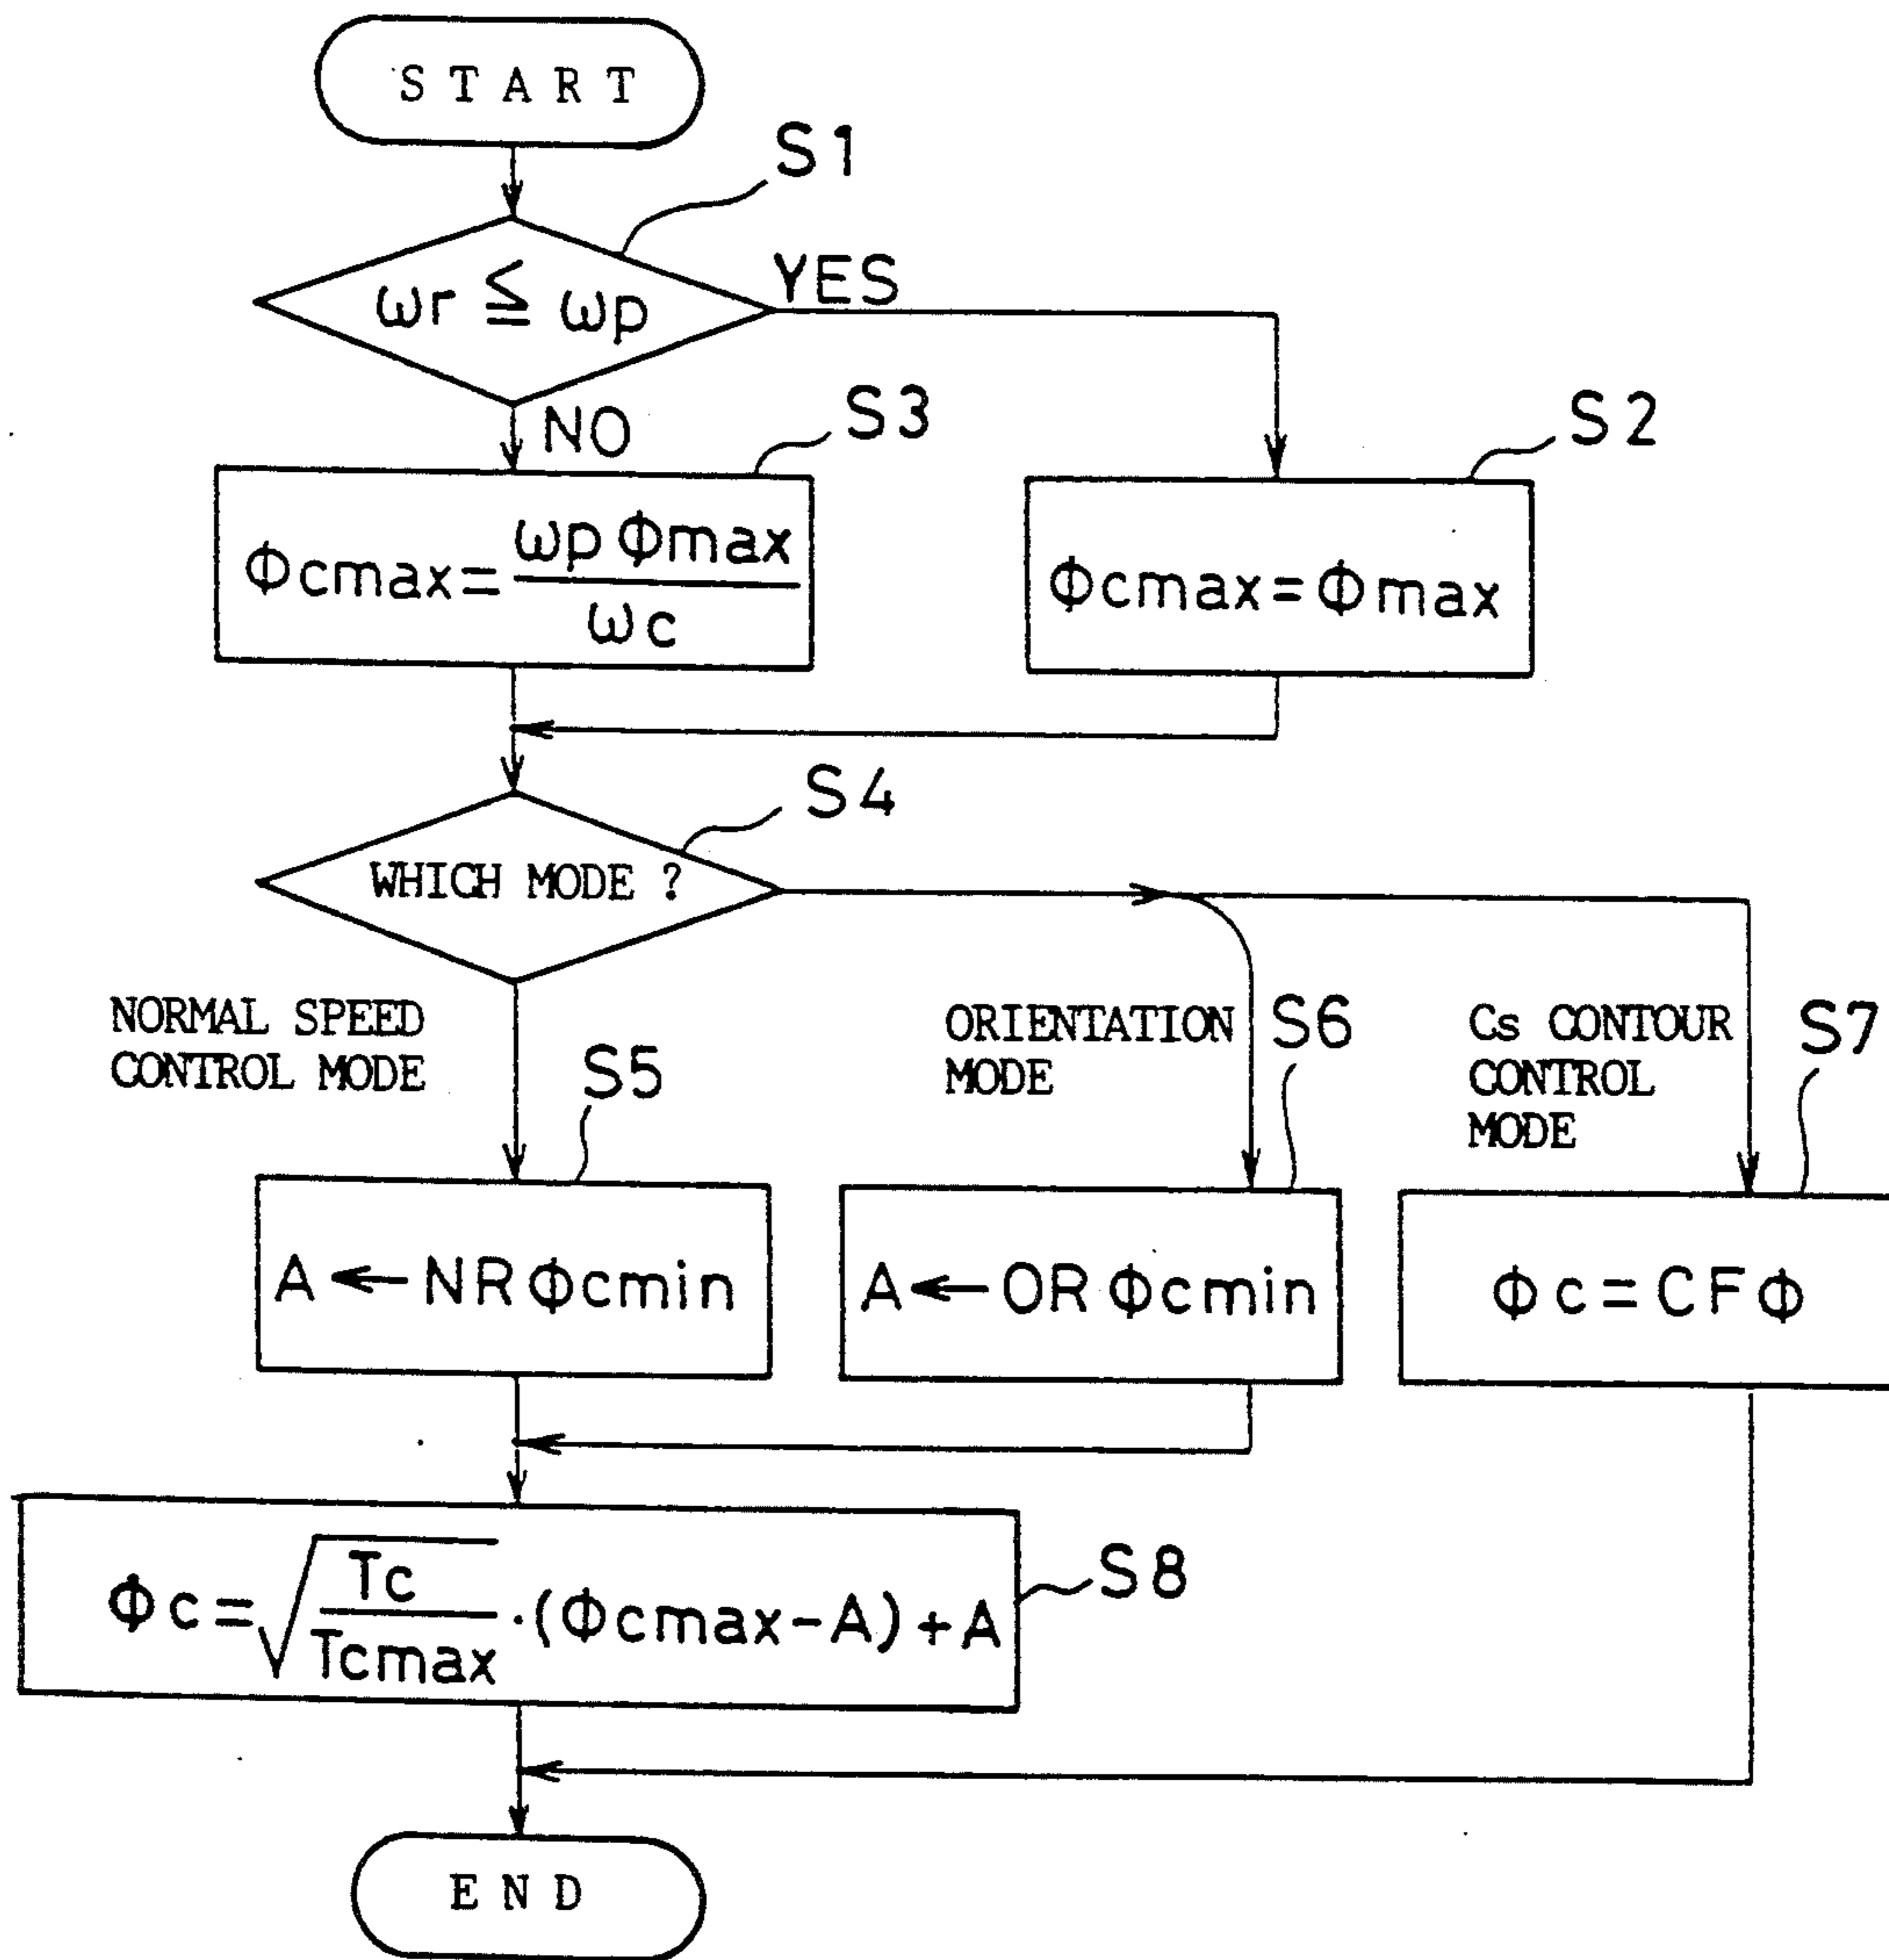 START
S1
ωr ≦ ωp
YES
NO
S3
S2
Φcmax = ωp Φmax / ωc
Φcmax = Φmax
S4
WHICH MODE ?
NORMAL SPEED
CONTROL MODE
S5
ORIENTATION
MODE
S6
Cs CONTOUR
CONTROL
MODE
S7
A ← NR Φcmin
A ← OR Φcmin
Φc = CFΦ
Φc = √(Tc / Tcmax) · (Φcmax - A) + A
S8
END